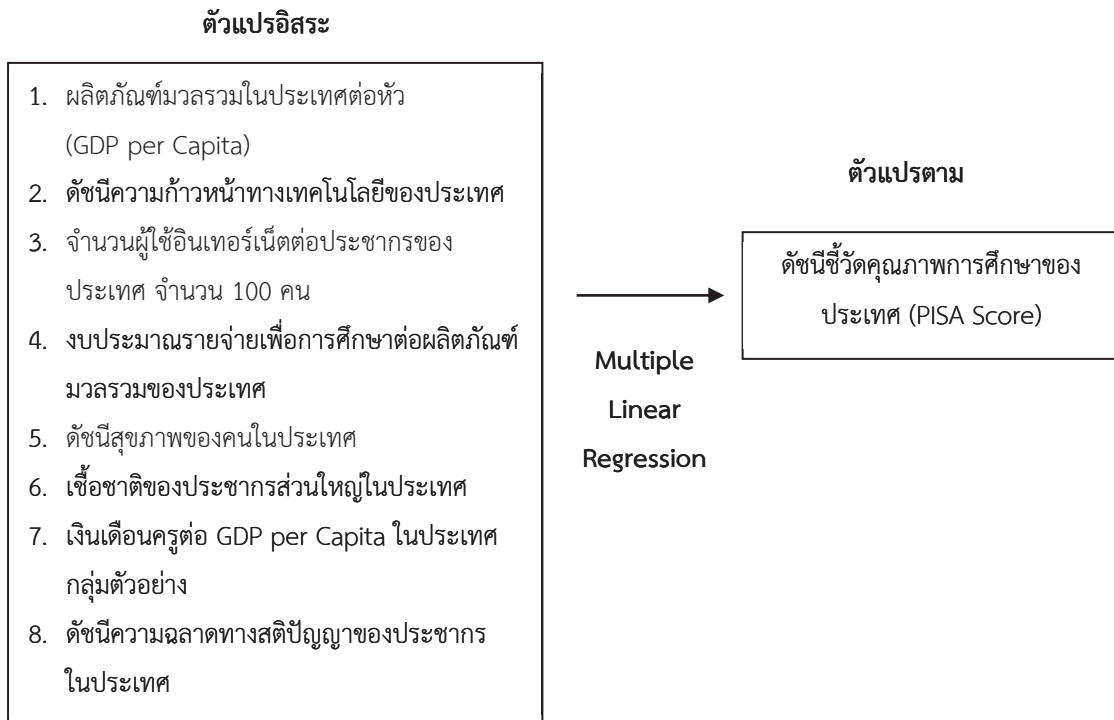 ตัวแปรอิสระ
1. ผลิตภัณฑ์มวลรวมในประเทศต่อหัว
(GDP per Capita)
2. ดัชนีความก้าวหน้าทางเทคโนโลยีของประเทศ
3. จำนวนผู้ใช้อินเทอร์เน็ตต่อประชากรของ
ประเทศ จำนวน 100 คน
4. งบประมาณรายจ่ายเพื่อการศึกษาต่อผลิตภัณฑ์
มวลรวมของประเทศ
5. ดัชนีสุขภาพของคนในประเทศ
6. เชื้อชาติของประชากรส่วนใหญ่ในประเทศ
7. เงินเดือนครูต่อ GDP per Capita ในประเทศ
กลุ่มตัวอย่าง
8. ดัชนีความฉลาดทางสติปัญญาของประชากร
ในประเทศ
Multiple
Linear
Regression
ตัวแปรตาม
ดัชนีชี้วัดคุณภาพการศึกษาของ
ประเทศ (PISA Score)